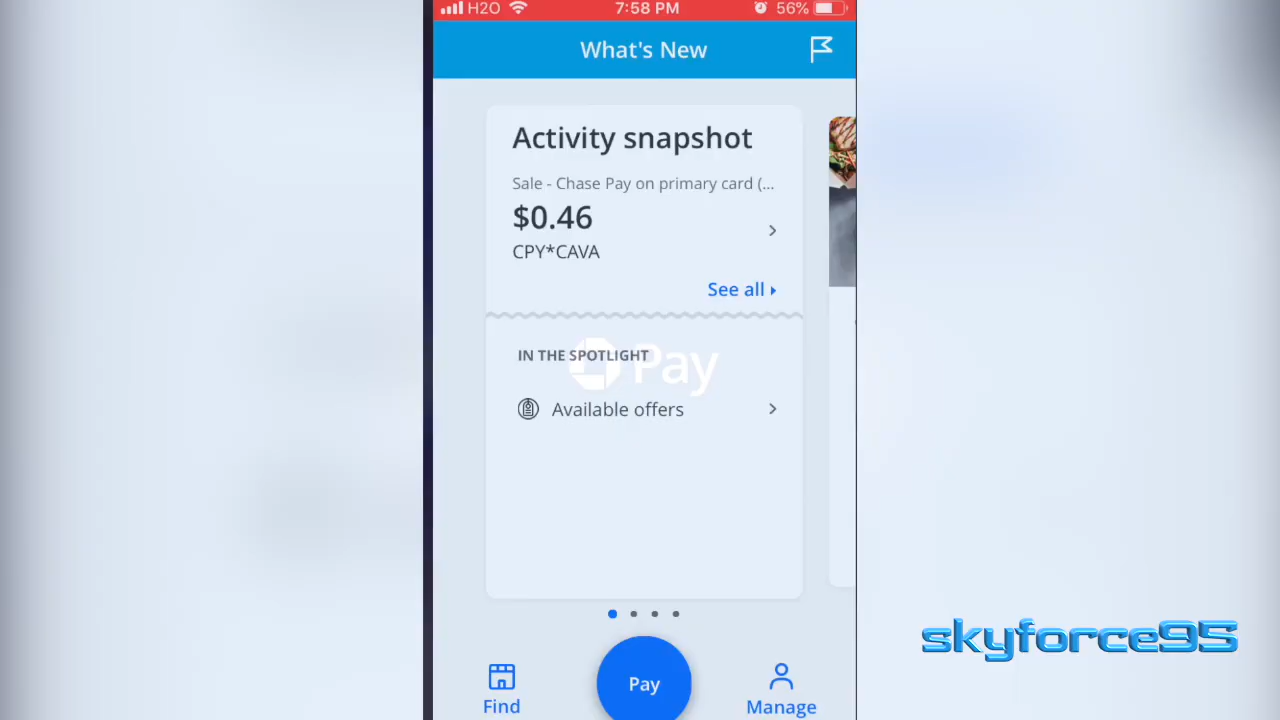 H2O 7:58 PM 56%
What's New
Activity snapshot
Sale - Chase Pay on primary card (...
$0.46
CPY*CAVA
See all
IN THE SPOTLIGHT
Pay
Available offers
Find
Pay
Manage
skyforce95